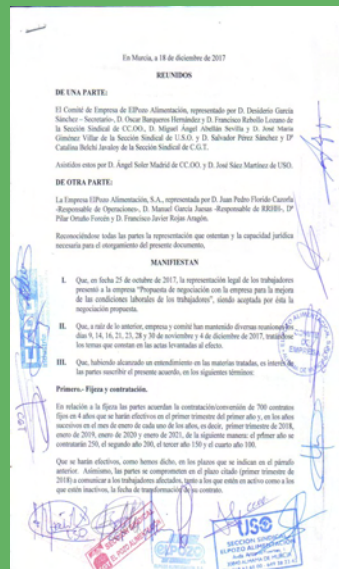 En Murcia, a 18 de diciembre de 2017
REUNIDOS
DE UNA PARTE:
El Comité de Empresa de ElPozo Alimentación, representado por D. Desiderio García
Sánchez – Secretario-, D. Oscar Barqueros Hernández y D. Francisco Rebollo Lozano de
la Sección Sindical de CC.OO., D. Miguel Ángel Abellán Sevilla y D. José María
Giménez Villar de la Sección Sindical de U.S.O. y D. Salvador Pérez Sánchez y Dª
Catalina Belchí Javaloy de la Sección Sindical de C.G.T.
Asistidos estos por D. Ángel Soler Madrid de CC.OO. y D. José Sáez Martínez de USO.
DE OTRA PARTE:
La Empresa ElPozo Alimentación, S.A., representada por D. Juan Pedro Florido Cazorla
-Responsable de Operaciones-, D. Manuel García -Responsable de RRHH-, Dª
Pilar Ortuño Forcén y D. Francisco Javier Rojas Aragón.
Reconociéndose todas las partes la representación que ostentan y la capacidad jurídica
necesaria para el otorgamiento del presente documento,
MANIFIESTAN
I. Que, en fecha 25 de octubre de 2017, la representación legal de los trabajadores
presentó a la empresa "Propuesta de negociación con la empresa para la mejora
de las condiciones laborales de los trabajadores", siendo aceptada por ésta la
negociación propuesta.
II. Que, a raíz de lo anterior, empresa y comité han mantenido diversas reuniones los
días 9, 14, 16, 21, 23, 28 y 30 de noviembre y 4 de diciembre de 2017, tratándose
los temas que constan en las actas levantadas al efecto.
III. Que, habiendo alcanzado un entendimiento en las materias tratadas, es interés de
las partes suscribir el presente acuerdo, en los siguientes términos:
Primero.- Fijeza y contratación.
En relación a la fijeza las partes acuerdan la contratación/conversión de 700 contratos
fijos en 4 años que se harán efectivos en el primer trimestre del primer año y, en los años
sucesivos en el mes de enero de cada uno de los años, es decir, primer trimestre de 2018,
enero de 2019, enero de 2020 y enero de 2021, de la siguiente manera: el primer año se
contratarán 250, el segundo año 200, el tercer año 150 y el cuarto año 100.
Que se harán efectivos, como hemos dicho, en los plazos que se indican en el párrafo
anterior. Asimismo, las partes se comprometen en el plazo citado (primer trimestre de
2018) a comunicar a los trabajadores afectados, tanto a los que estén en activo como a los
que estén inactivos, la fecha de transformación de su contrato.
COMITÉ
DE
EMPRESA
CGT
USO
SECCION SINDICAL
ELPOZO ALIMENTACION
ELPOZO